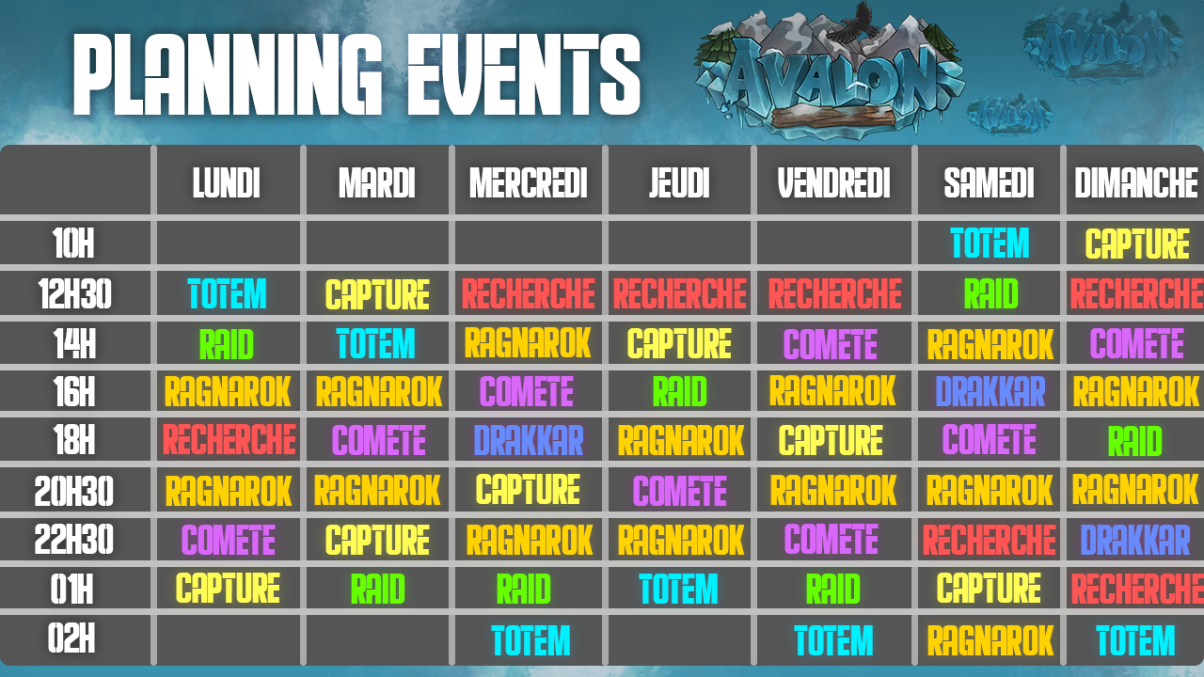 PLANNING EVENTS
AVALON
AVALON
AVALON
LUNDI MARDI MERCREDI JEUDI VENDREDI SAMEDI DIMANCHE
10H TOTEM CAPTURE
12H30 TOTEM CAPTURE RECHERCHE RECHERCHE RECHERCHE RAID RECHERCHE
14H RAID TOTEM RAGNAROK CAPTURE COMETE RAGNAROK COMETE
16H RAGNAROK RAGNAROK COMETE RAID RAGNAROK DRAKKAR RAGNAROK
18H RECHERCHE COMETE DRAKKAR RAGNAROK CAPTURE COMETE RAID
20H30 RAGNAROK RAGNAROK CAPTURE COMETE RAGNAROK RAGNAROK RAGNAROK
22H30 COMETE CAPTURE RAGNAROK RAGNAROK COMETE RECHERCHE DRAKKAR
01H CAPTURE RAID RAID TOTEM RAID CAPTURE RECHERCHE
02H TOTEM TOTEM RAGNAROK TOTEM